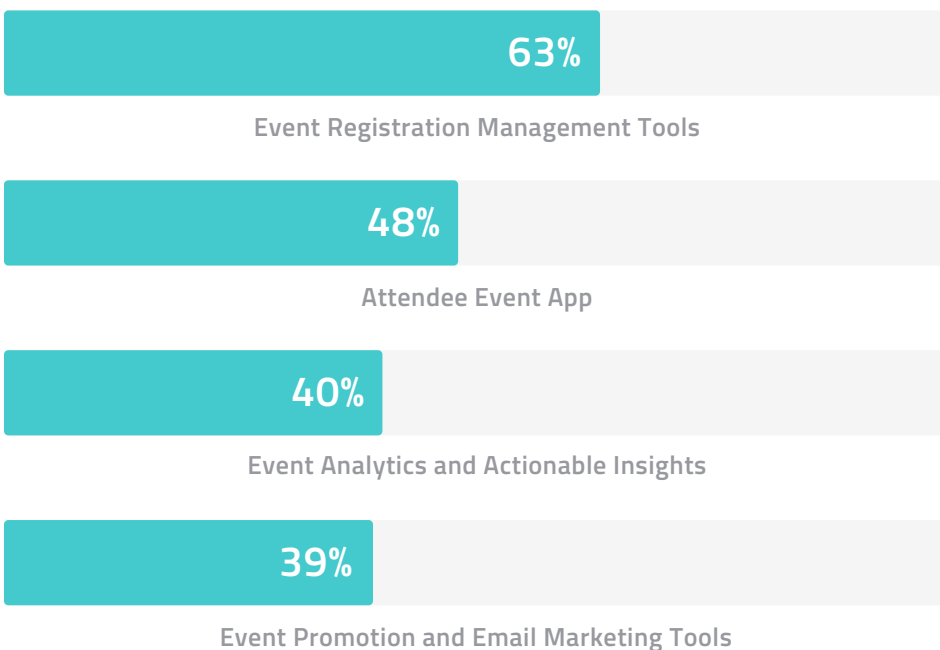 63%
Event Registration Management Tools
48%
Attendee Event App
40%
Event Analytics and Actionable Insights
39%
Event Promotion and Email Marketing Tools